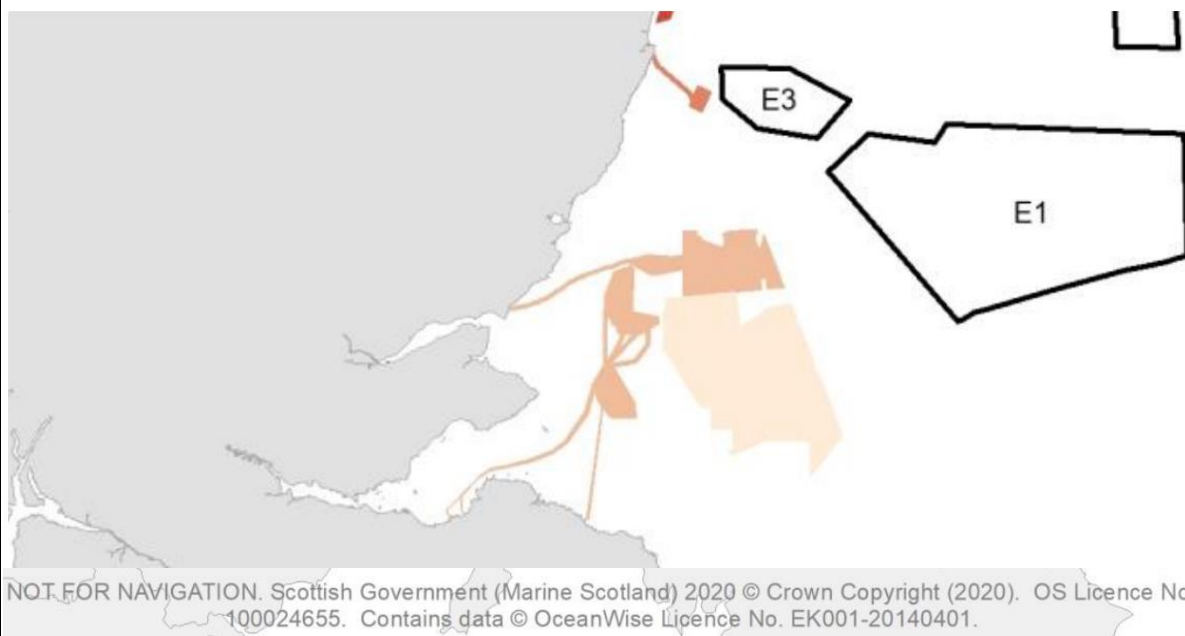 E3
E1
NOT FOR NAVIGATION. Scottish Government (Marine Scotland) 2020 © Crown Copyright (2020). OS Licence No
100024655. Contains data © OceanWise Licence No. EK001-20140401.